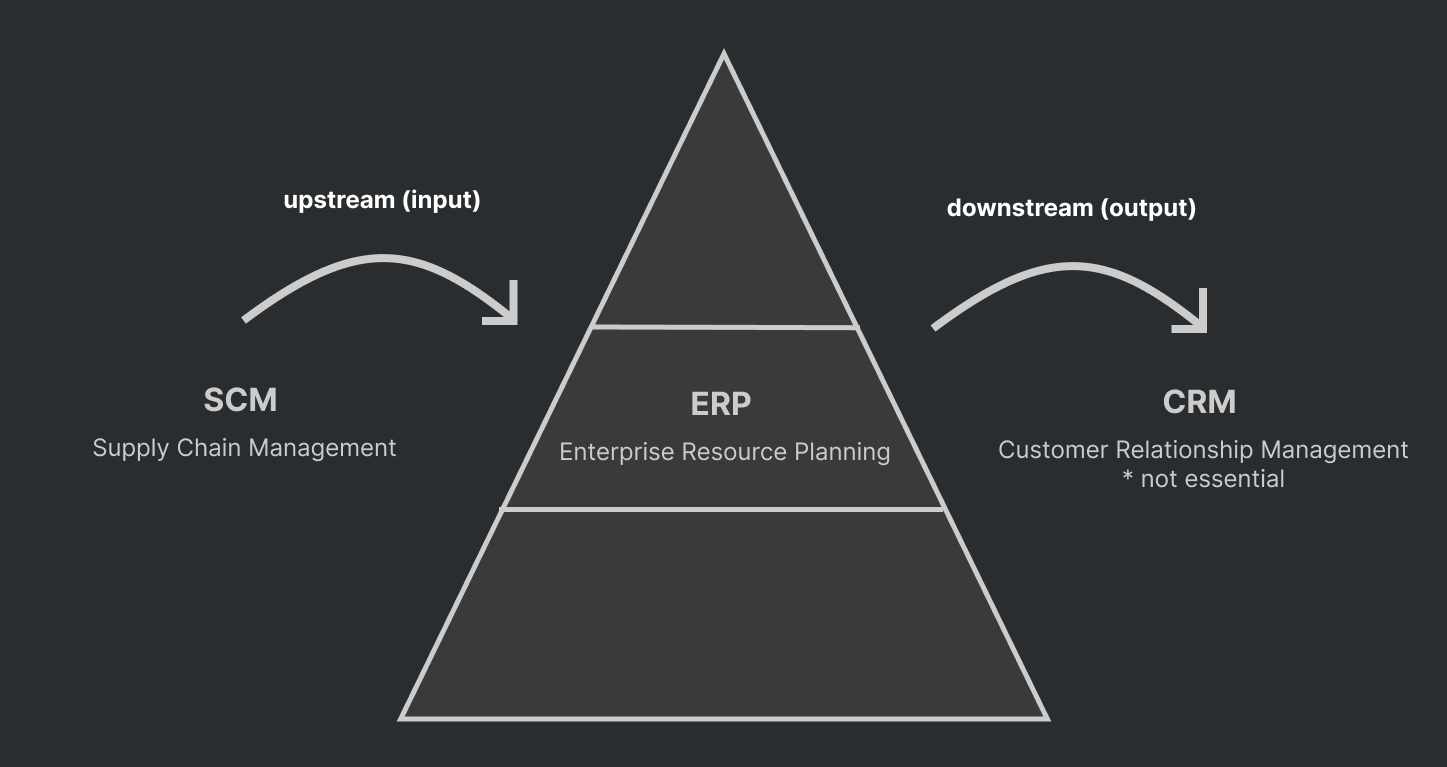 upstream (input)
downstream (output)
SCM
Supply Chain Management
ERP
Enterprise Resource Planning
CRM
Customer Relationship Management
* not essential